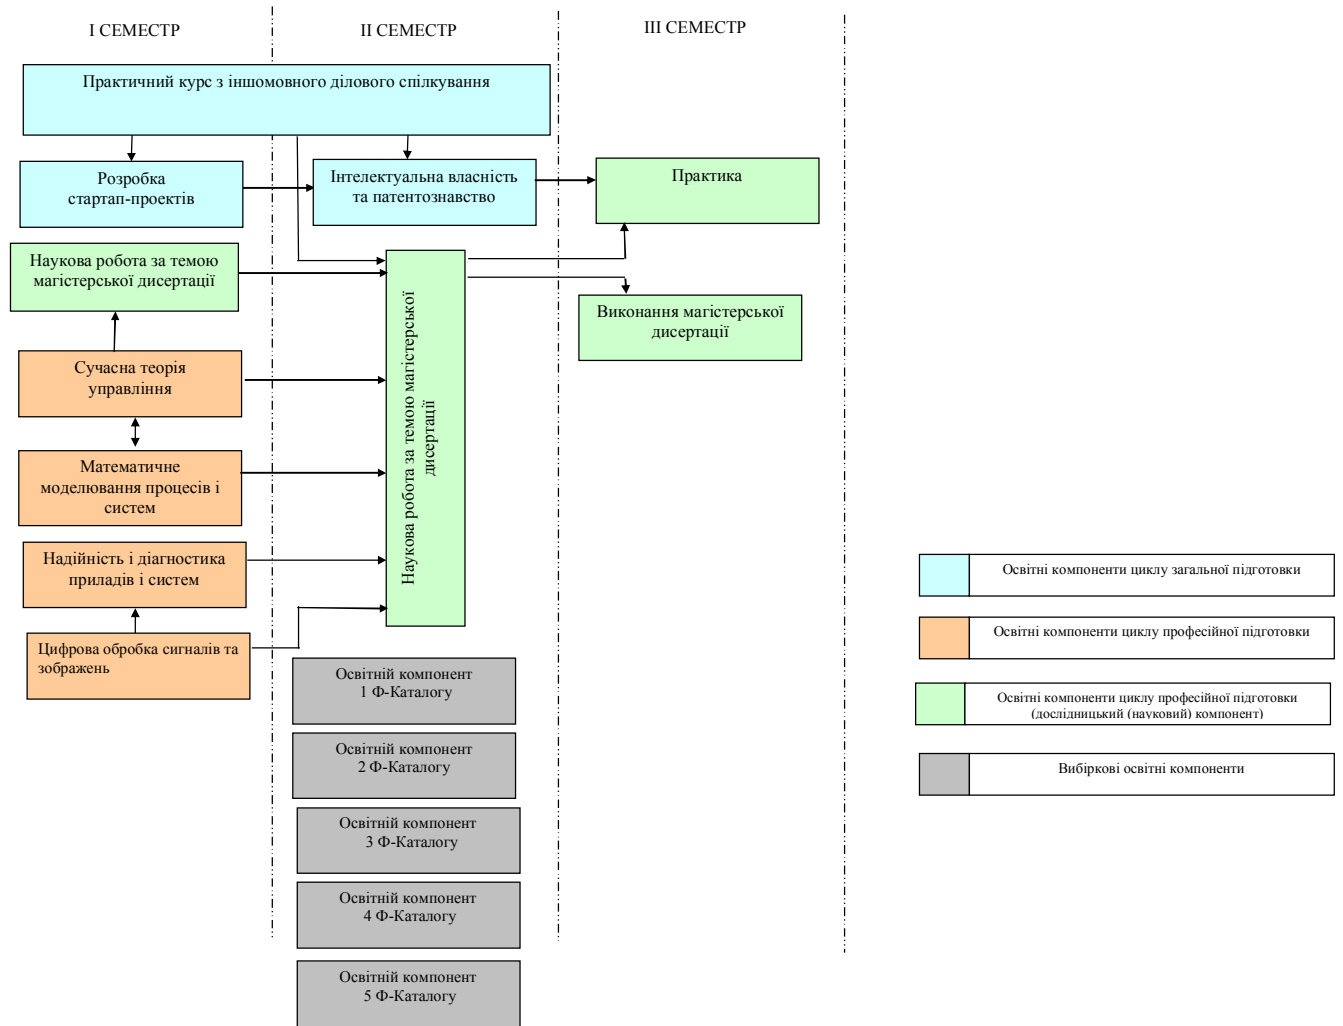 І СЕМЕСТР
ІІ СЕМЕСТР
ІІІ СЕМЕСТР
Практичний курс з іншомовного ділового спілкування
Розробка
стартап-проектів
Інтелектуальна власність
та патентознавство
Практика
Наукова робота за темою
магістерської дисертації
Наукова робота за темою магістерської
дисертації
Виконання магістерської
дисертації
Сучасна теорія
управління
Математичне
моделювання процесів і
систем
Надійність і діагностика
приладів і систем
Цифрова обробка сигналів та
зображень
Освітній компонент
1 Ф-Каталогу
Освітній компонент
2 Ф-Каталогу
Освітній компонент
3 Ф-Каталогу
Освітній компонент
4 Ф-Каталогу
Освітній компонент
5 Ф-Каталогу
Освітні компоненти циклу загальної підготовки
Освітні компоненти циклу професійної підготовки
Освітні компоненти циклу професійної підготовки
(дослідницький (науковий) компонент)
Вибіркові освітні компоненти